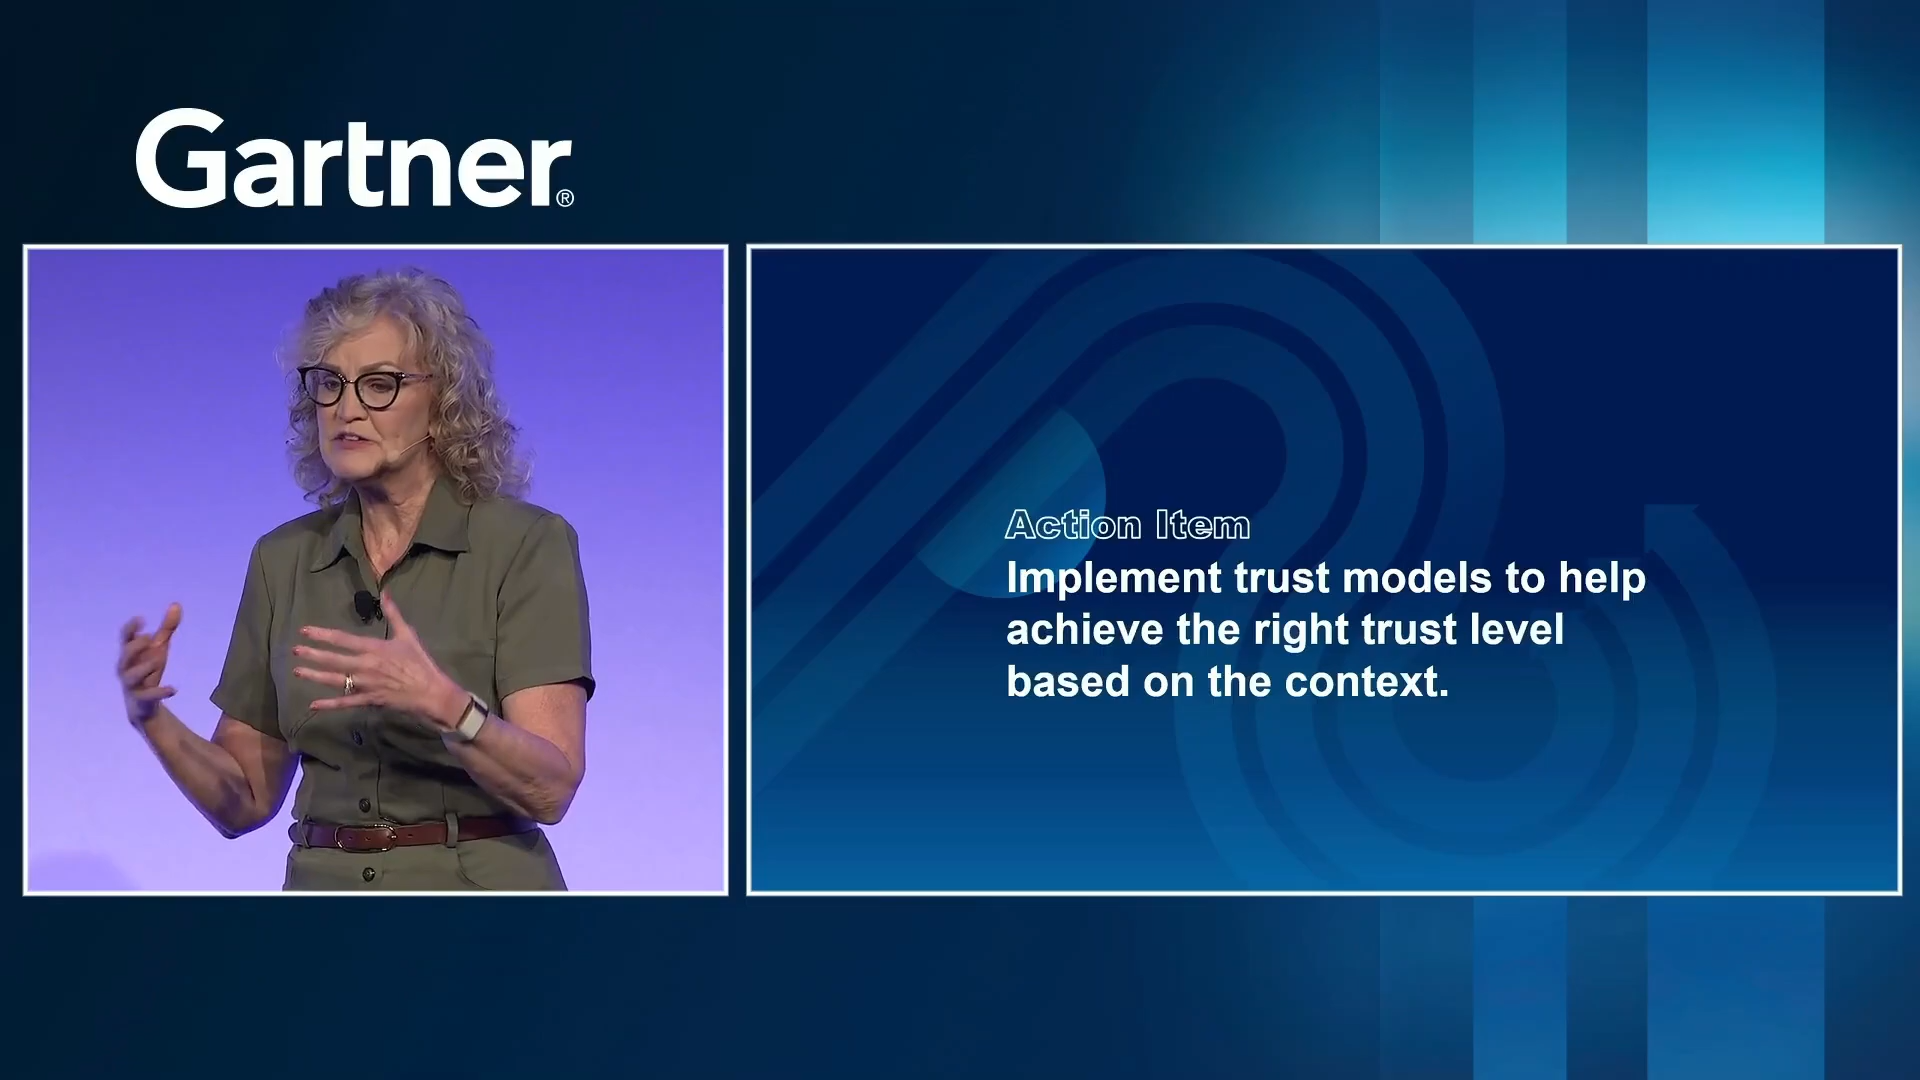 Gartner®
Action Item
Implement trust models to help
achieve the right trust level
based on the context.